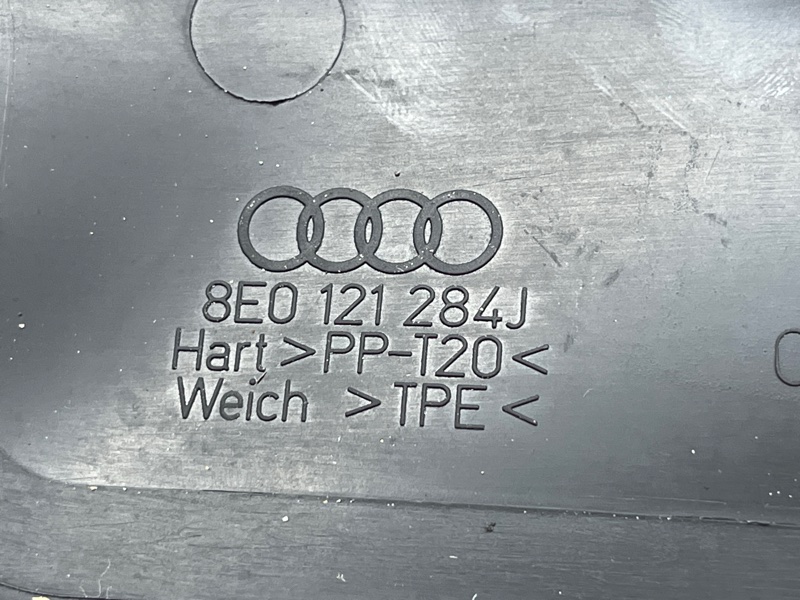 8E0 121 284J
Hart >PP-T20<
Weich >TPE<